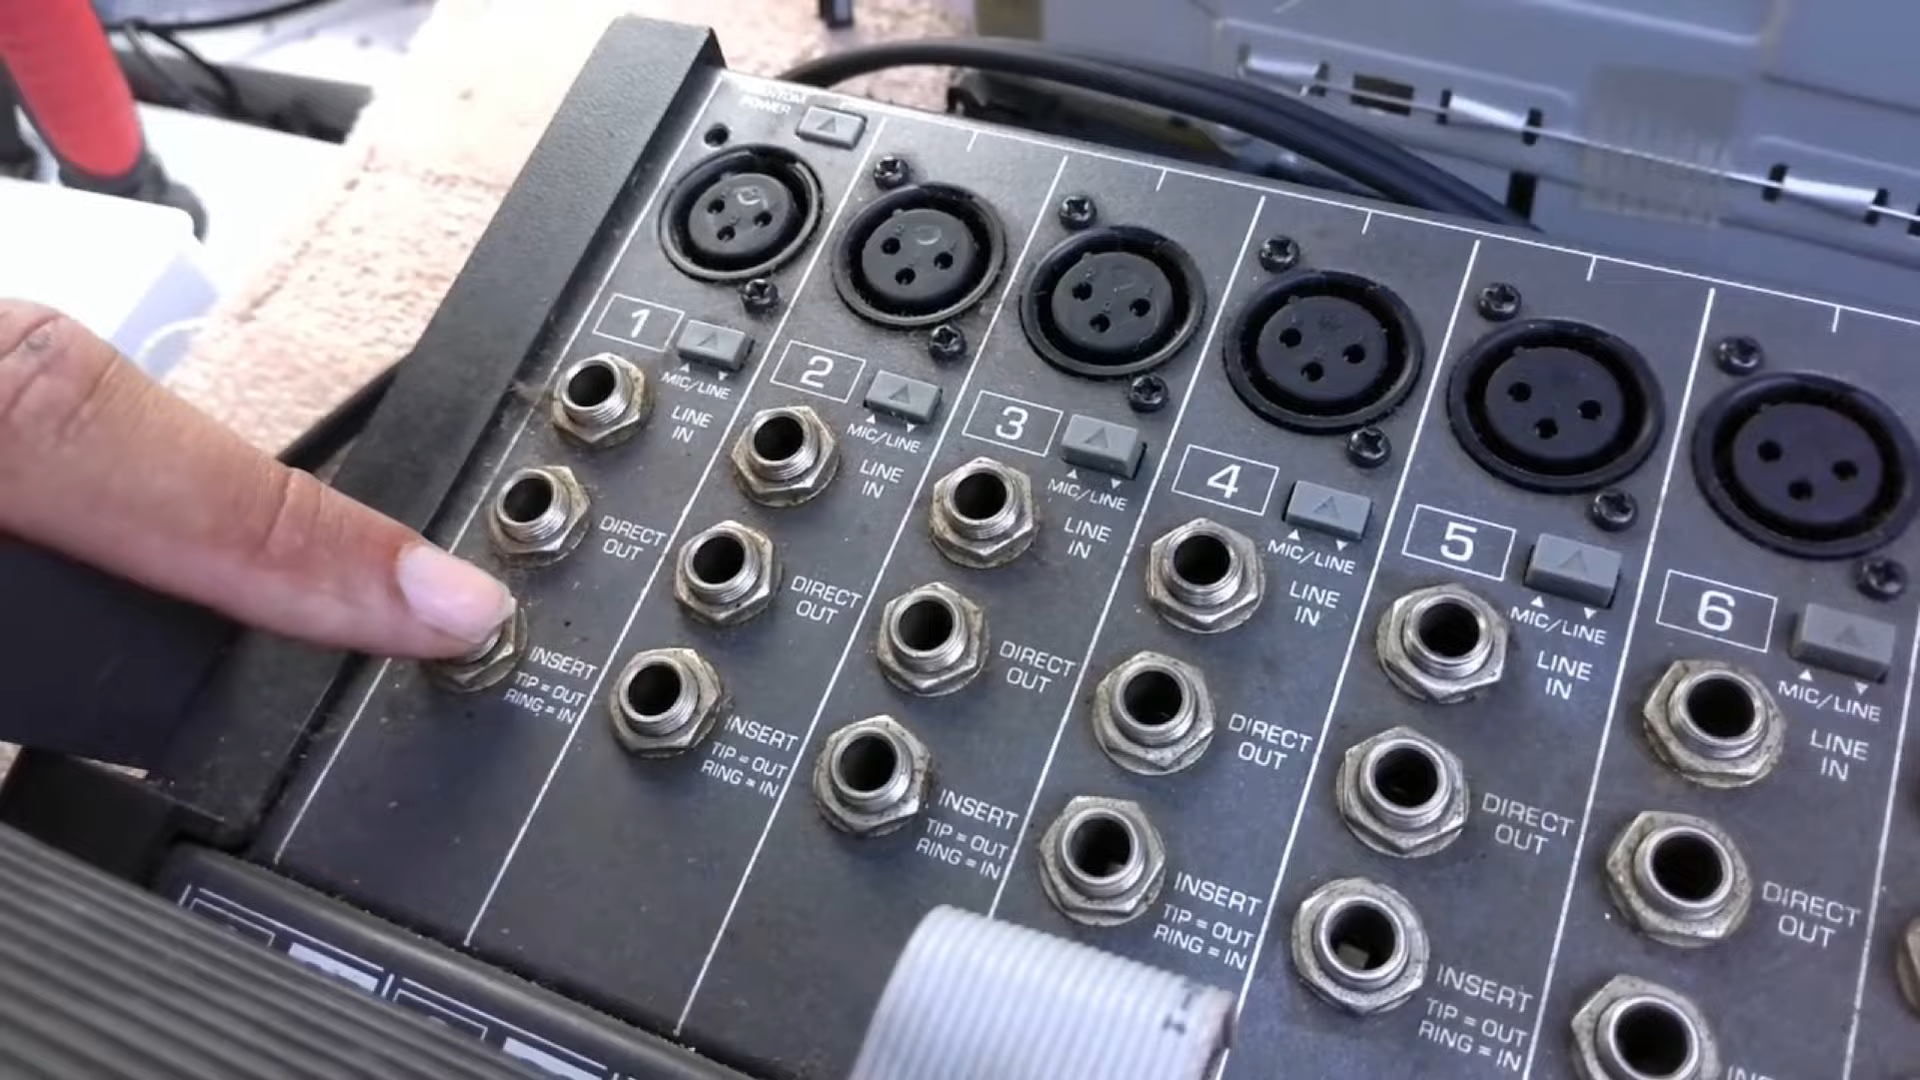 PHANTOM
POWER
1
MIC/LINE
LINE
IN
DIRECT
OUT
INSERT
TIP = OUT
RING = IN
2
MIC/LINE
LINE
IN
DIRECT
OUT
INSERT
TIP = OUT
RING = IN
3
MIC/LINE
LINE
IN
DIRECT
OUT
INSERT
TIP = OUT
RING = IN
4
MIC/LINE
LINE
IN
DIRECT
OUT
INSERT
TIP = OUT
RING = IN
5
MIC/LINE
LINE
IN
DIRECT
OUT
INSERT
TIP = OUT
RING = IN
6
MIC/LINE
LINE
IN
DIRECT
OUT